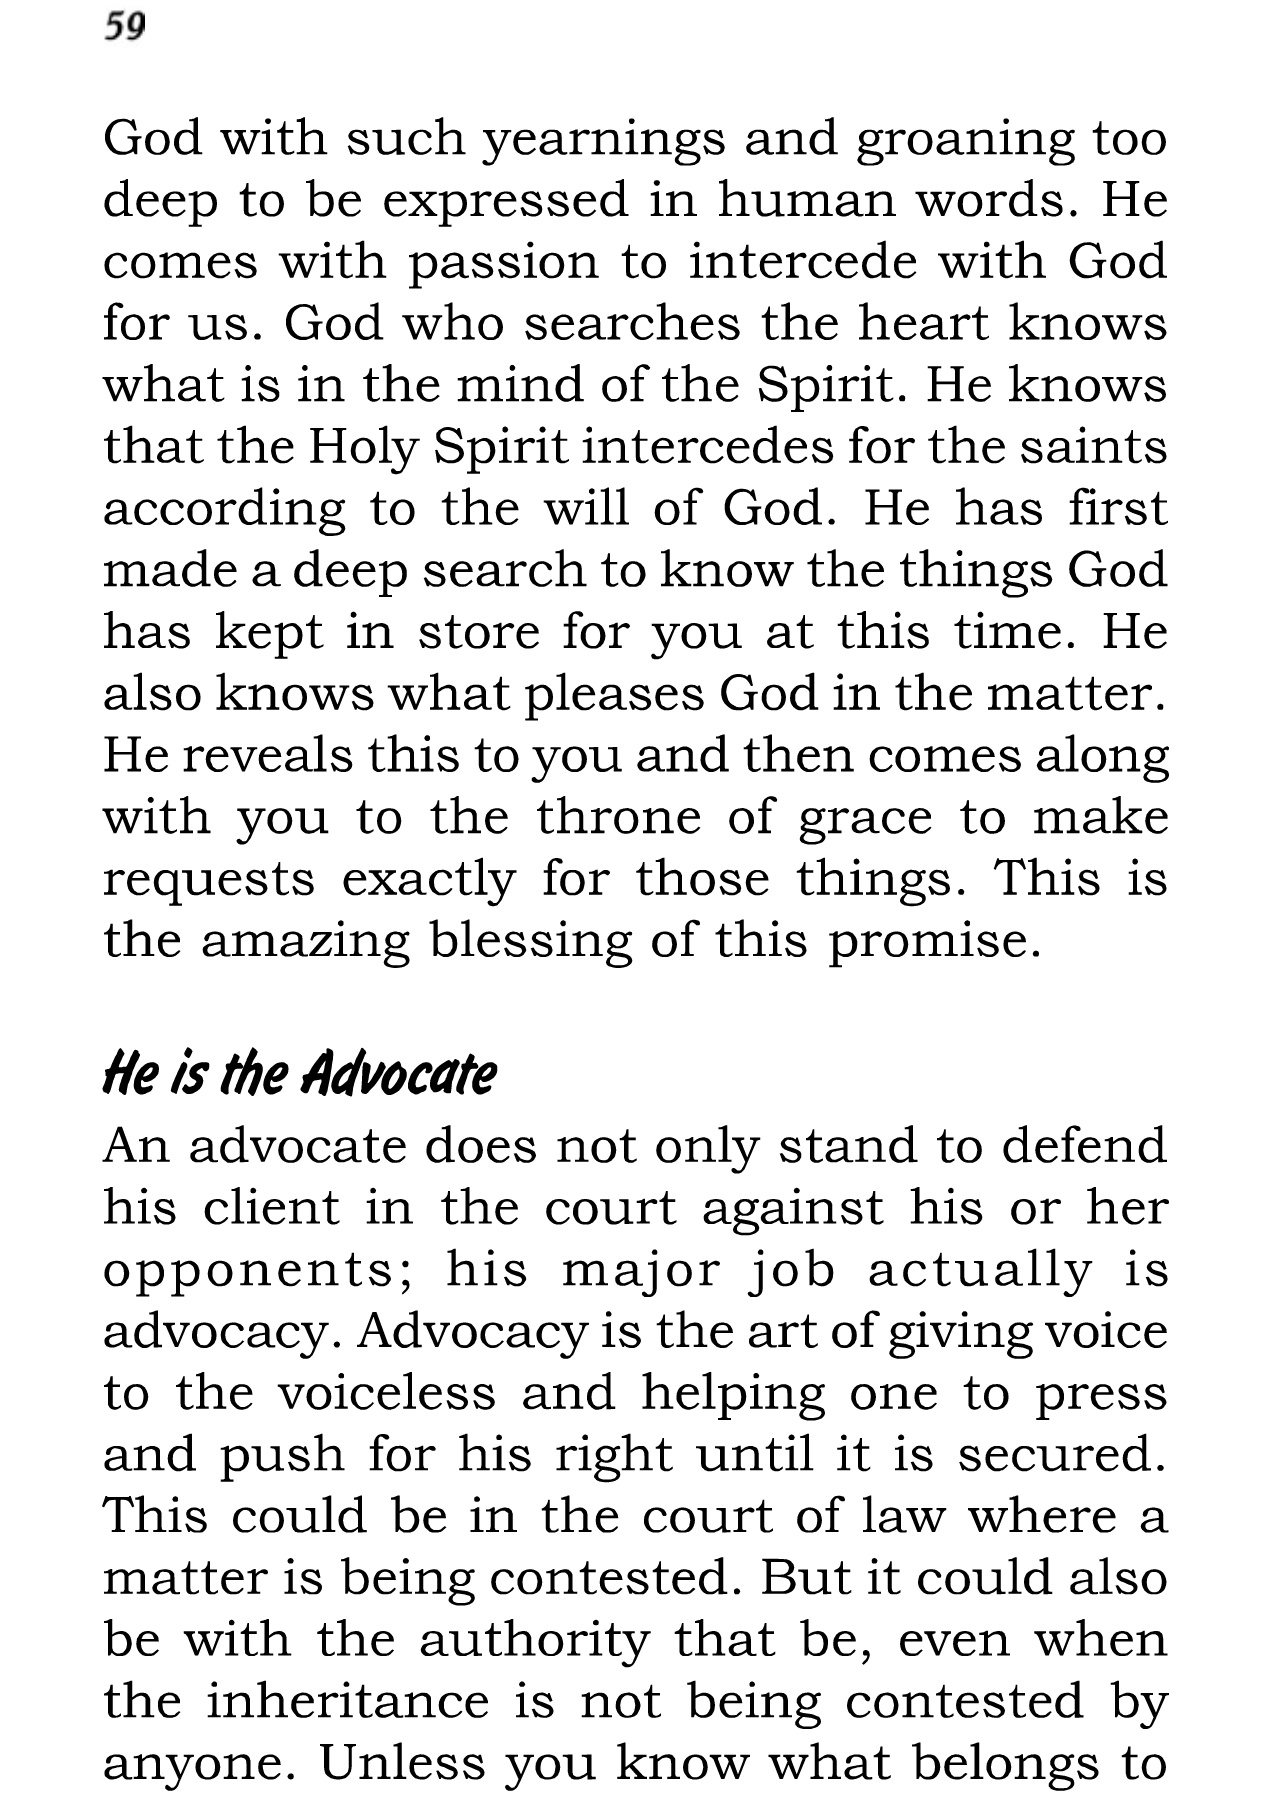 59
God with such yearnings and groaning too
deep to be expressed in human words. He
comes with passion to intercede with God
for us. God who searches the heart knows
what is in the mind of the Spirit. He knows
that the Holy Spirit intercedes for the saints
according to the will of God. He has first
made a deep search to know the things God
has kept in store for you at this time. He
also knows what pleases God in the matter.
He reveals this to you and then comes along
with you to the throne of grace to make
requests exactly for those things. This is
the amazing blessing of this promise.
He is the Advocate
An advocate does not only stand to defend
his client in the court against his or her
opponents; his major job actually is
advocacy. Advocacy is the art of giving voice
to the voiceless and helping one to press
and push for his right until it is secured.
This could be in the court of law where a
matter is being contested. But it could also
be with the authority that be, even when
the inheritance is not being contested by
anyone. Unless you know what belongs to